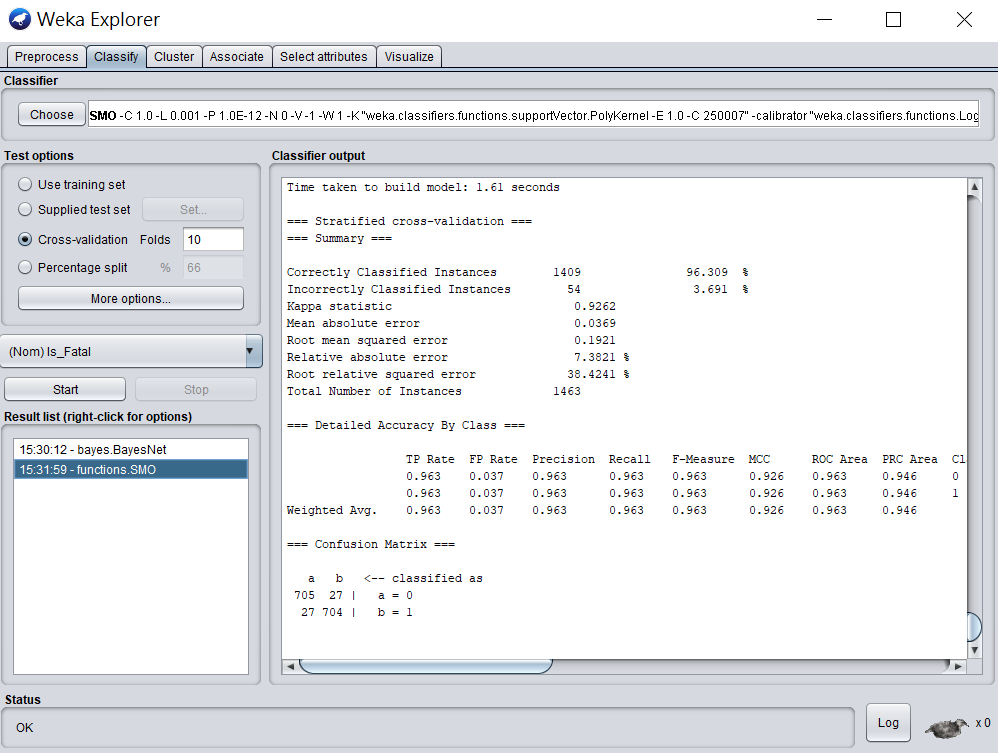 Weka Explorer
Preprocess Classify Cluster Associate Select attributes Visualize
Classifier
Choose SMO -C 1.0 -L 0.001 -P 1.0E-12 -N 0 -V -1 -W 1 -K "weka.classifiers.functions.supportVector.PolyKernel -E 1.0 -C 250007" -calibrator "weka.classifiers.functions.Log
Test options
Use training set
Supplied test set Set...
Cross-validation Folds 10
Percentage split % 66
More options...
(Nom) Is_Fatal
Start Stop
Result list (right-click for options)
15:30:12 - bayes.BayesNet
15:31:59 - functions.SMO
Classifier output
Time taken to build model: 1.61 seconds
=== Stratified cross-validation ===
=== Summary ===
Correctly Classified Instances 1409 96.309 %
Incorrectly Classified Instances 54 3.691 %
Kappa statistic 0.9262
Mean absolute error 0.0369
Root mean squared error 0.1921
Relative absolute error 7.3821 %
Root relative squared error 38.4241 %
Total Number of Instances 1463
=== Detailed Accuracy By Class ===
TP Rate FP Rate Precision Recall F-Measure MCC ROC Area PRC Area Cl
0.963 0.037 0.963 0.963 0.963 0.926 0.963 0.946 0
0.963 0.037 0.963 0.963 0.963 0.926 0.963 0.946 1
Weighted Avg. 0.963 0.037 0.963 0.963 0.963 0.926 0.963 0.946
=== Confusion Matrix ===
a b <-- classified as
705 27 | a = 0
27 704 | b = 1
Status
OK
Log x 0